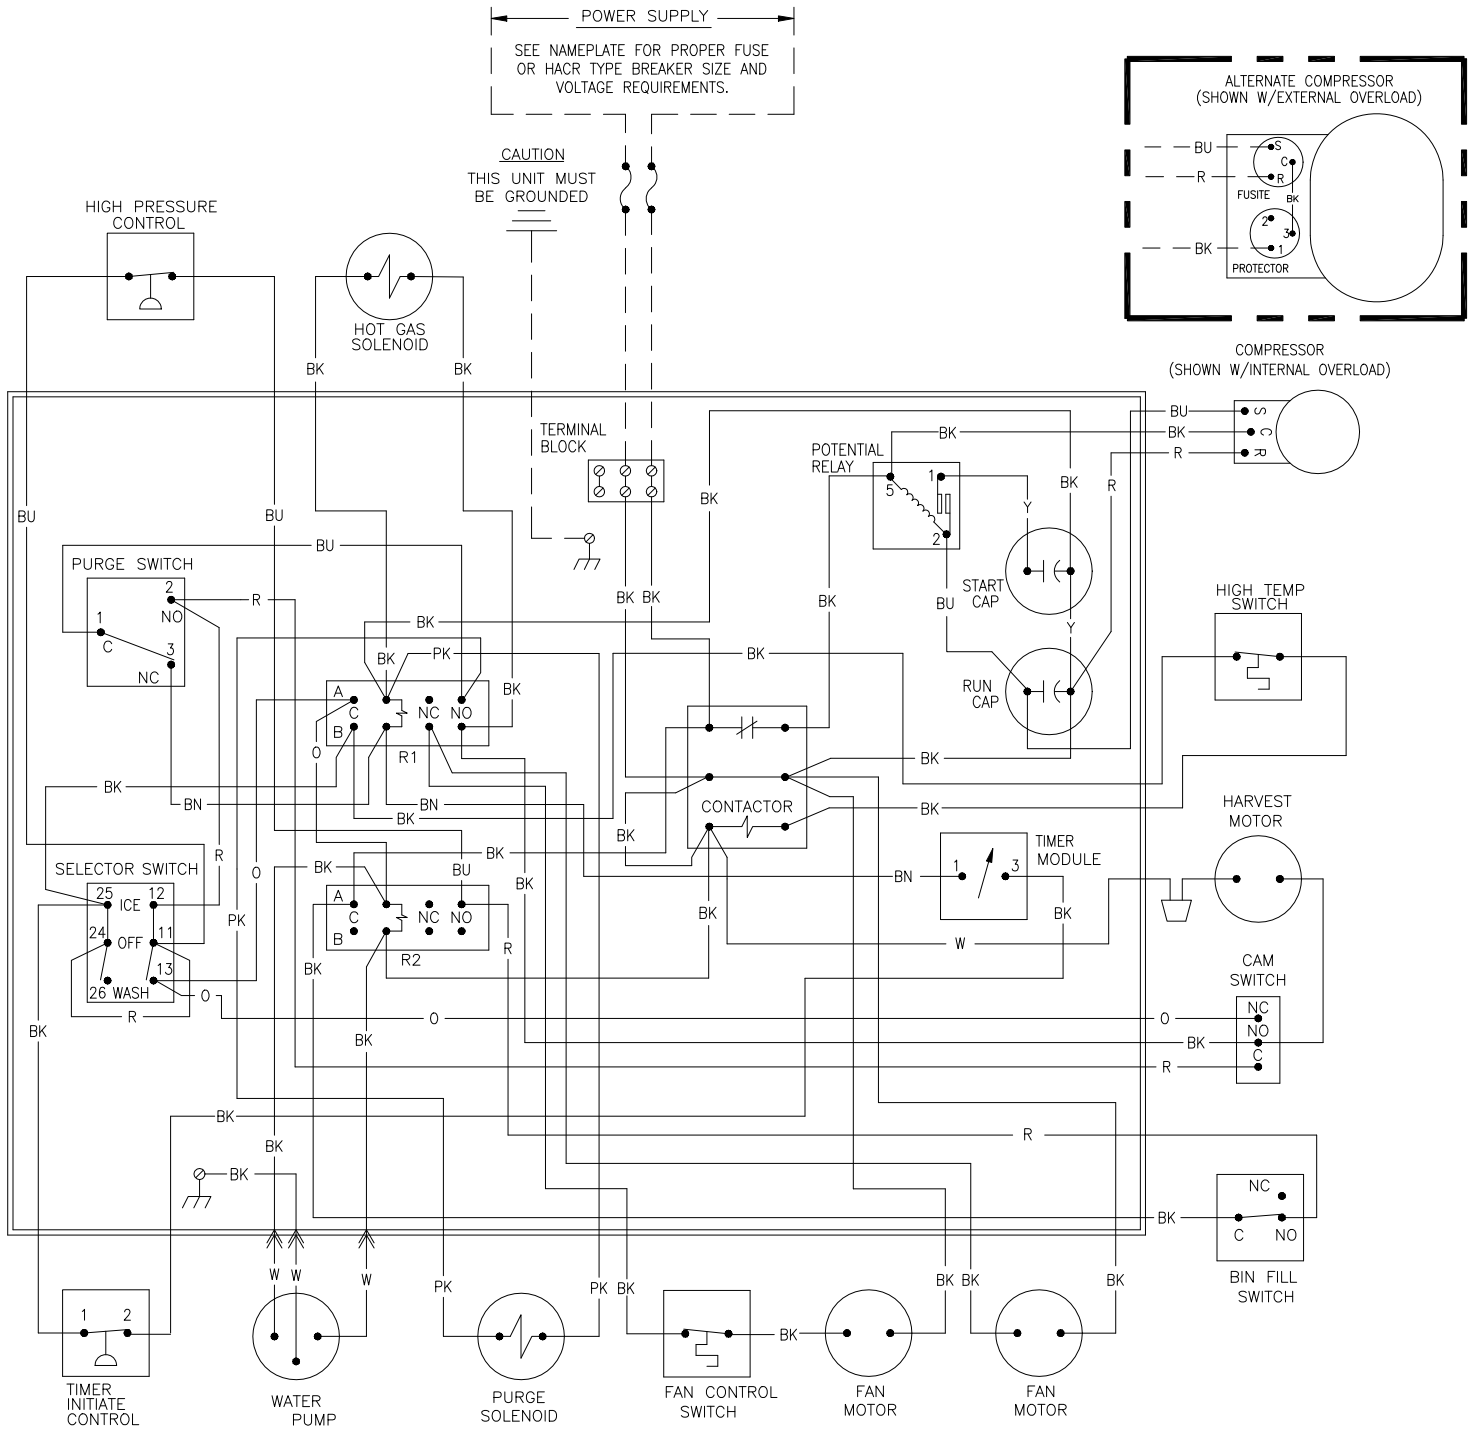 POWER SUPPLY
SEE NAMEPLATE FOR PROPER FUSE
OR HACR TYPE BREAKER SIZE AND
VOLTAGE REQUIREMENTS.
CAUTION
THIS UNIT MUST
BE GROUNDED
ALTERNATE COMPRESSOR
(SHOWN W/EXTERNAL OVERLOAD)
BU
S
C
R
R
FUSITE
BK
2
3
BK
1
PROTECTOR
HIGH PRESSURE
CONTROL
HOT GAS
SOLENOID
COMPRESSOR
(SHOWN W/INTERNAL OVERLOAD)
BK
BK
BU
S
BK
BK
C
R
R
TERMINAL
BLOCK
POTENTIAL
RELAY
5
1
2
BK
BK
R
Y
BU
BU
BU
PURGE SWITCH
2
NO
1
C
3
NC
R
START
CAP
BK
BK
BK
BU
Y
HIGH TEMP
SWITCH
BK
BK
PK
BK
BK
RUN
CAP
A
C
NC
NO
B
R1
O
BK
BK
BN
BN
BK
BK
BK
CONTACTOR
HARVEST
MOTOR
BK
TIMER
MODULE
1
3
BK
BK
BU
BK
R
O
BN
SELECTOR SWITCH
25
ICE
12
24
OFF
11
13
26
WASH
R
O
PK
A
C
NC
NO
B
R2
BK
R
BK
BK
W
CAM
SWITCH
NC
NO
C
O
O
BK
BK
BK
R
BK
BK
R
BK
NC
C
NO
BK
BIN FILL
SWITCH
W
W
W
PK
PK
BK
BK
BK
BK
1
2
BK
TIMER
INITIATE
CONTROL
WATER
PUMP
PURGE
SOLENOID
FAN CONTROL
SWITCH
FAN
MOTOR
FAN
MOTOR